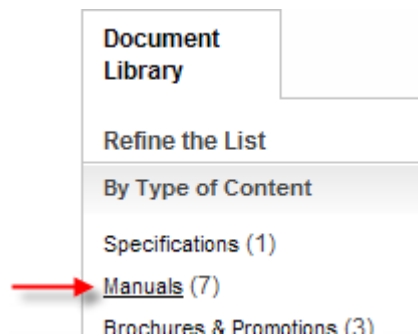 Document
Library
Refine the List
By Type of Content
Specifications (1)
Manuals (7)
Brochures & Promotions (3)